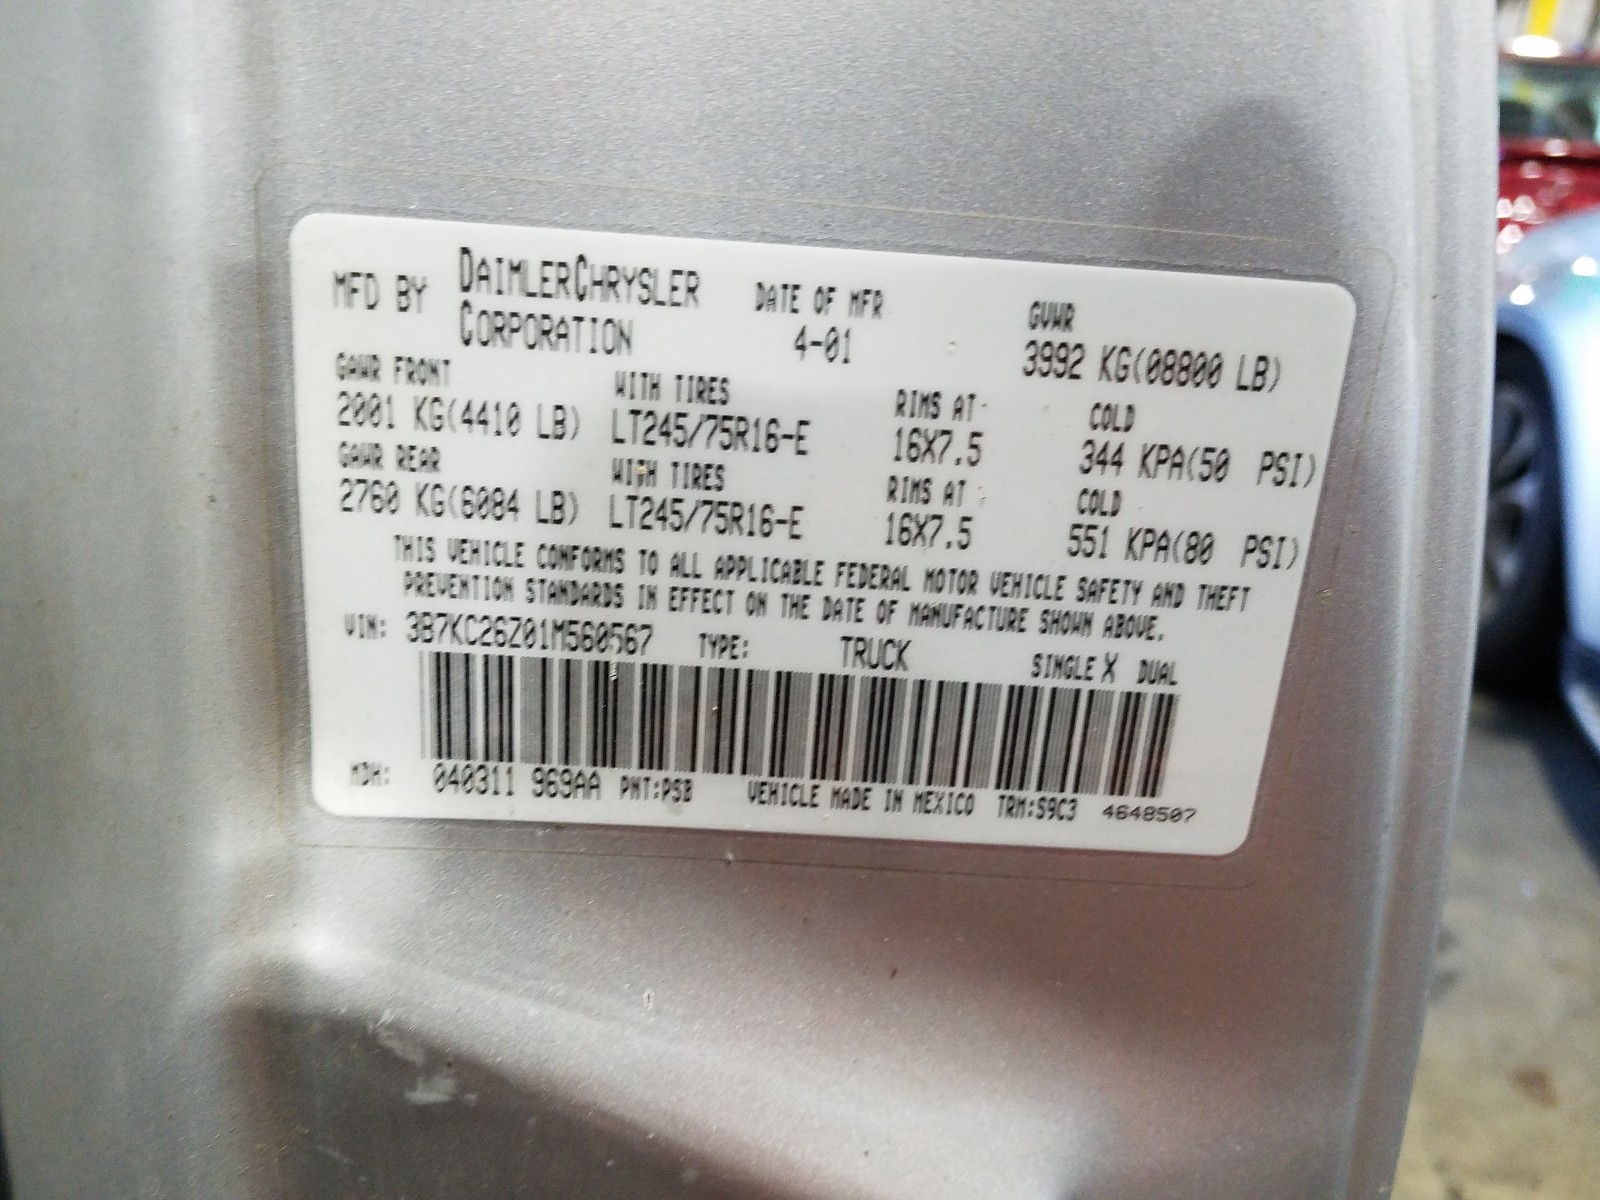 MFD BY DAIMLERCHRYSLER CORPORATION DATE OF MFR 4-01 GVWR 3992 KG(08800 LB)
GAWR FRONT WITH TIRES RIMS AT COLD
2001 KG(4410 LB) LT245/75R16-E 16X7.5 344 KPA(50 PSI)
GAWR REAR WITH TIRES RIMS AT COLD
2760 KG(6084 LB) LT245/75R16-E 16X7.5 551 KPA(80 PSI)
THIS VEHICLE CONFORMS TO ALL APPLICABLE FEDERAL MOTOR VEHICLE SAFETY AND THEFT
PREVENTION STANDARDS IN EFFECT ON THE DATE OF MANUFACTURE SHOWN ABOVE.
VIN: 3B7KC26Z01M560567 TYPE: TRUCK SINGLE X DUAL
MDH: 040311 969AA PNT:PSB VEHICLE MADE IN MEXICO TRM:S9C3 4648507